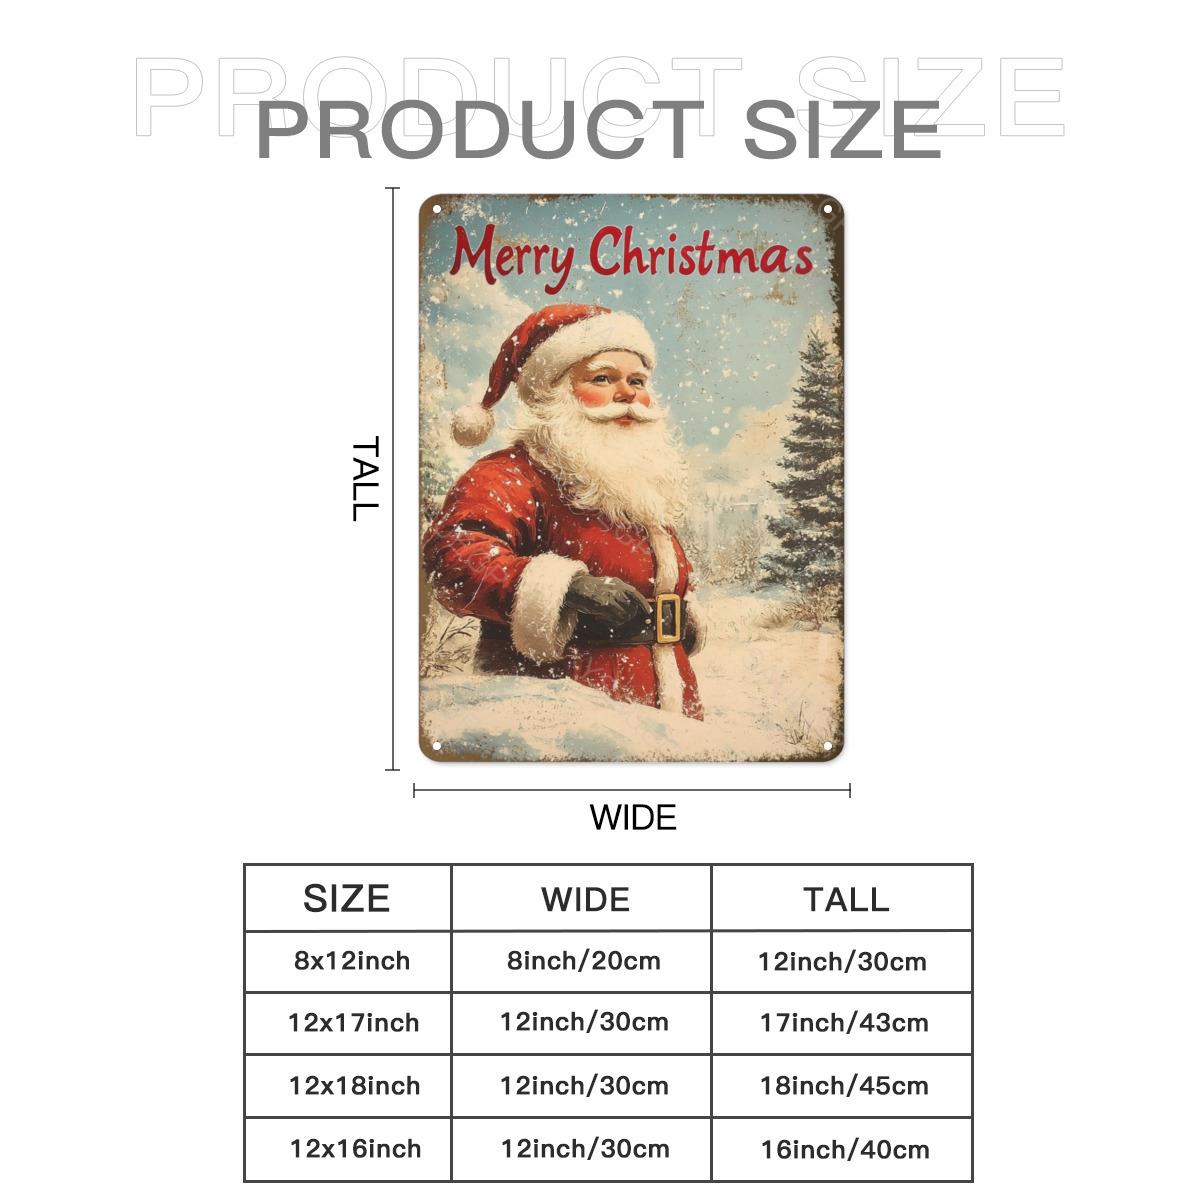 PRODUCT SIZE
PRODUCT SIZE
Merry Christmas
TALL
WIDE
SIZE WIDE TALL
8x12inch 8inch/20cm 12inch/30cm
12x17inch 12inch/30cm 17inch/43cm
12x18inch 12inch/30cm 18inch/45cm
12x16inch 12inch/30cm 16inch/40cm